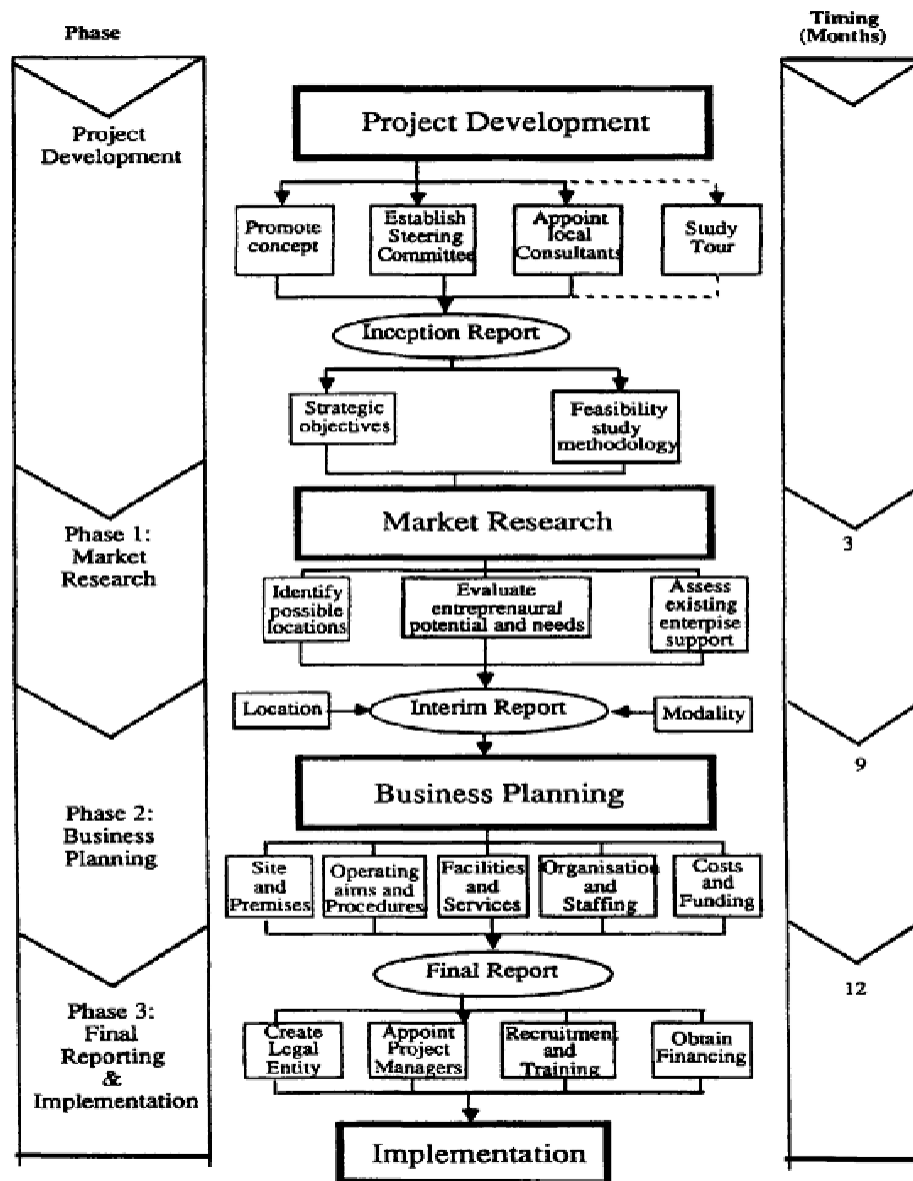 Phase
Timing
(Months)
Project
Development
Project Development
Promote
concept
Establish
Steering
Committee
Appoint
local
Consultants
Study
Tour
Inception Report
Strategic
objectives
Feasibility
study
methodology
Phase 1:
Market
Research
Market Research
3
Identify
possible
locations
Evaluate
entreprenaural
potential and needs
Assess
existing
enterpise
support
Location
Interim Report
Modality
9
Business Planning
Phase 2:
Business
Planning
Site
and
Premises
Operating
aims and
Procedures
Facilities
and
Services
Organisation
and
Staffing
Costs
and
Funding
Final Report
12
Phase 3:
Final
Reporting
&
Implementation
Create
Legal
Entity
Appoint
Project
Managers
Recruitment
and
Training
Obtain
Financing
Implementation